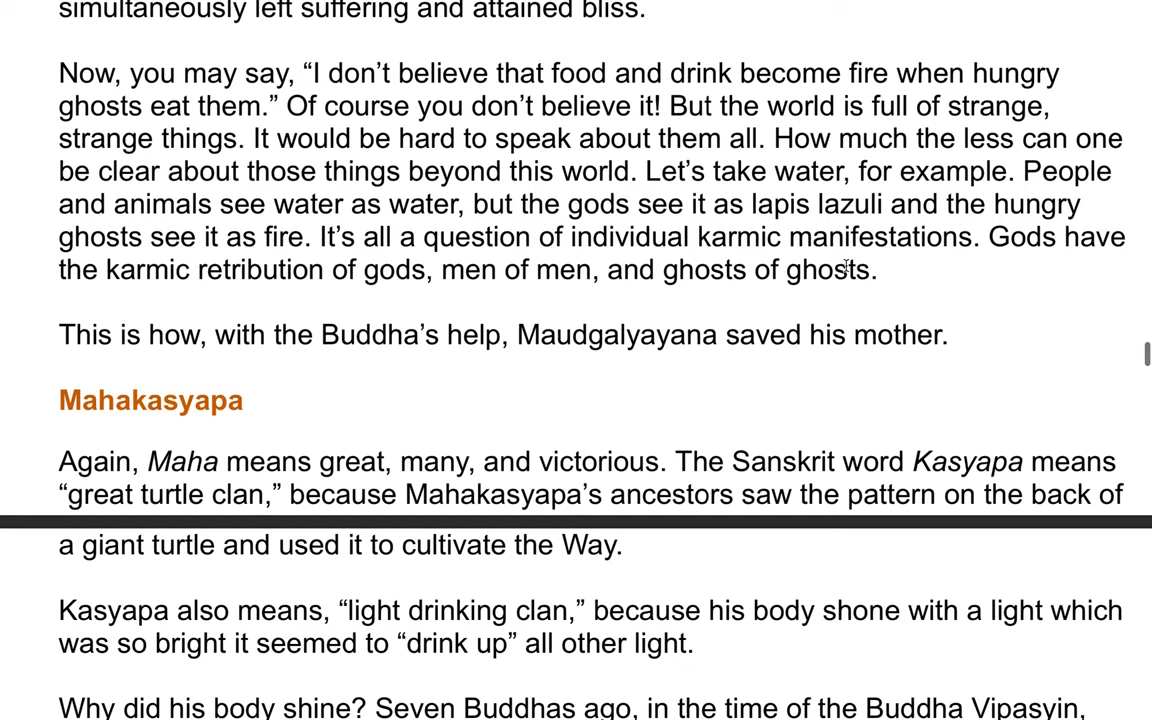 simultaneously left suffering and attained bliss.
Now, you may say, “I don’t believe that food and drink become fire when hungry
ghosts eat them.” Of course you don’t believe it! But the world is full of strange,
strange things. It would be hard to speak about them all. How much the less can one
be clear about those things beyond this world. Let’s take water, for example. People
and animals see water as water, but the gods see it as lapis lazuli and the hungry
ghosts see it as fire. It’s all a question of individual karmic manifestations. Gods have
the karmic retribution of gods, men of men, and ghosts of ghosts.
This is how, with the Buddha’s help, Maudgalyayana saved his mother.
Mahakasyapa
Again, Maha means great, many, and victorious. The Sanskrit word Kasyapa means
“great turtle clan,” because Mahakasyapa’s ancestors saw the pattern on the back of
a giant turtle and used it to cultivate the Way.
Kasyapa also means, “light drinking clan,” because his body shone with a light which
was so bright it seemed to “drink up” all other light.
Why did his body shine? Seven Buddhas ago, in the time of the Buddha Vipasyin,